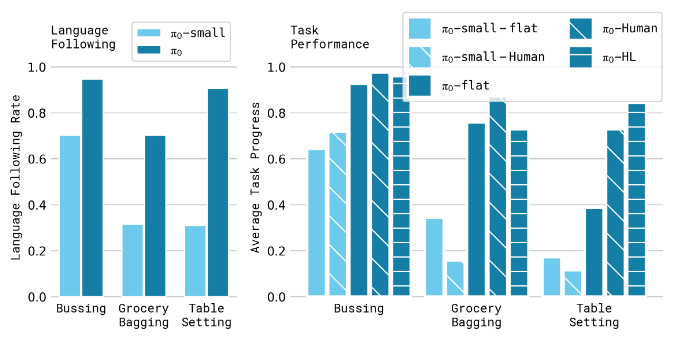 Language
Following
π₀-small
π₀
Language Following Rate
1.0
0.8
0.6
0.4
0.2
0.0
Bussing
Grocery
Bagging
Table
Setting
Task
Performance
π₀-small-flat
π₀-small-Human
π₀-flat
π₀-Human
π₀-HL
Average Task Progress
1.0
0.8
0.6
0.4
0.2
0.0
Bussing
Grocery
Bagging
Table
Setting